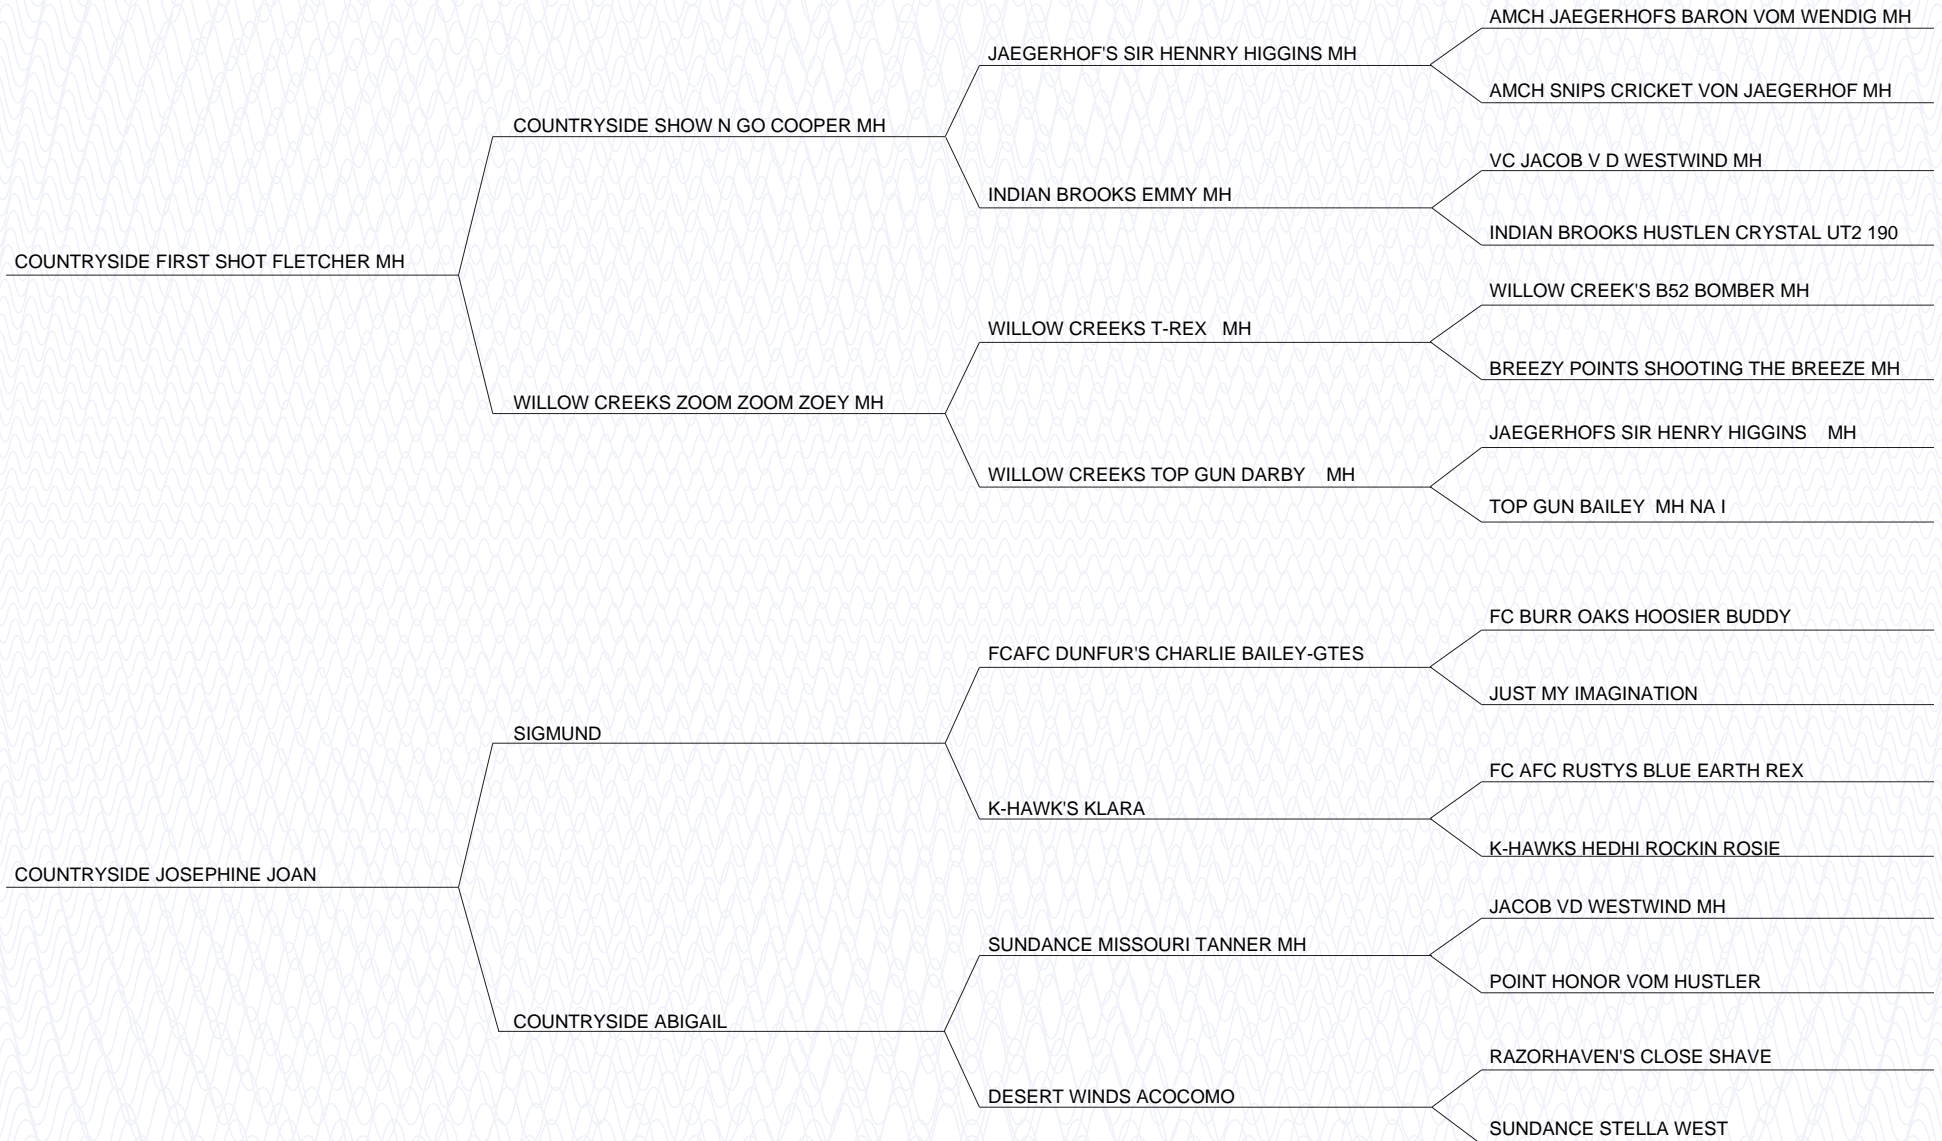 AMCH JAEGERHOFS BARON VOM WENDIG MH
JAEGERHOF'S SIR HENNRY HIGGINS MH
AMCH SNIPS CRICKET VON JAEGERHOF MH
COUNTRYSIDE SHOW N GO COOPER MH
VC JACOB V D WESTWIND MH
INDIAN BROOKS EMMY MH
INDIAN BROOKS HUSTLEN CRYSTAL UT2 190
COUNTRYSIDE FIRST SHOT FLETCHER MH
WILLOW CREEK'S B52 BOMBER MH
WILLOW CREEKS T-REX MH
BREEZY POINTS SHOOTING THE BREEZE MH
WILLOW CREEKS ZOOM ZOOM ZOEY MH
JAEGERHOFS SIR HENRY HIGGINS MH
WILLOW CREEKS TOP GUN DARBY MH
TOP GUN BAILEY MH NA I
FC BURR OAKS HOOSIER BUDDY
FCAFC DUNFUR'S CHARLIE BAILEY-GTES
JUST MY IMAGINATION
SIGMUND
FC AFC RUSTYS BLUE EARTH REX
K-HAWK'S KLARA
K-HAWKS HEDHI ROCKIN ROSIE
COUNTRYSIDE JOSEPHINE JOAN
JACOB VD WESTWIND MH
SUNDANCE MISSOURI TANNER MH
POINT HONOR VOM HUSTLER
COUNTRYSIDE ABIGAIL
RAZORHAVEN'S CLOSE SHAVE
DESERT WINDS ACOCOMO
SUNDANCE STELLA WEST